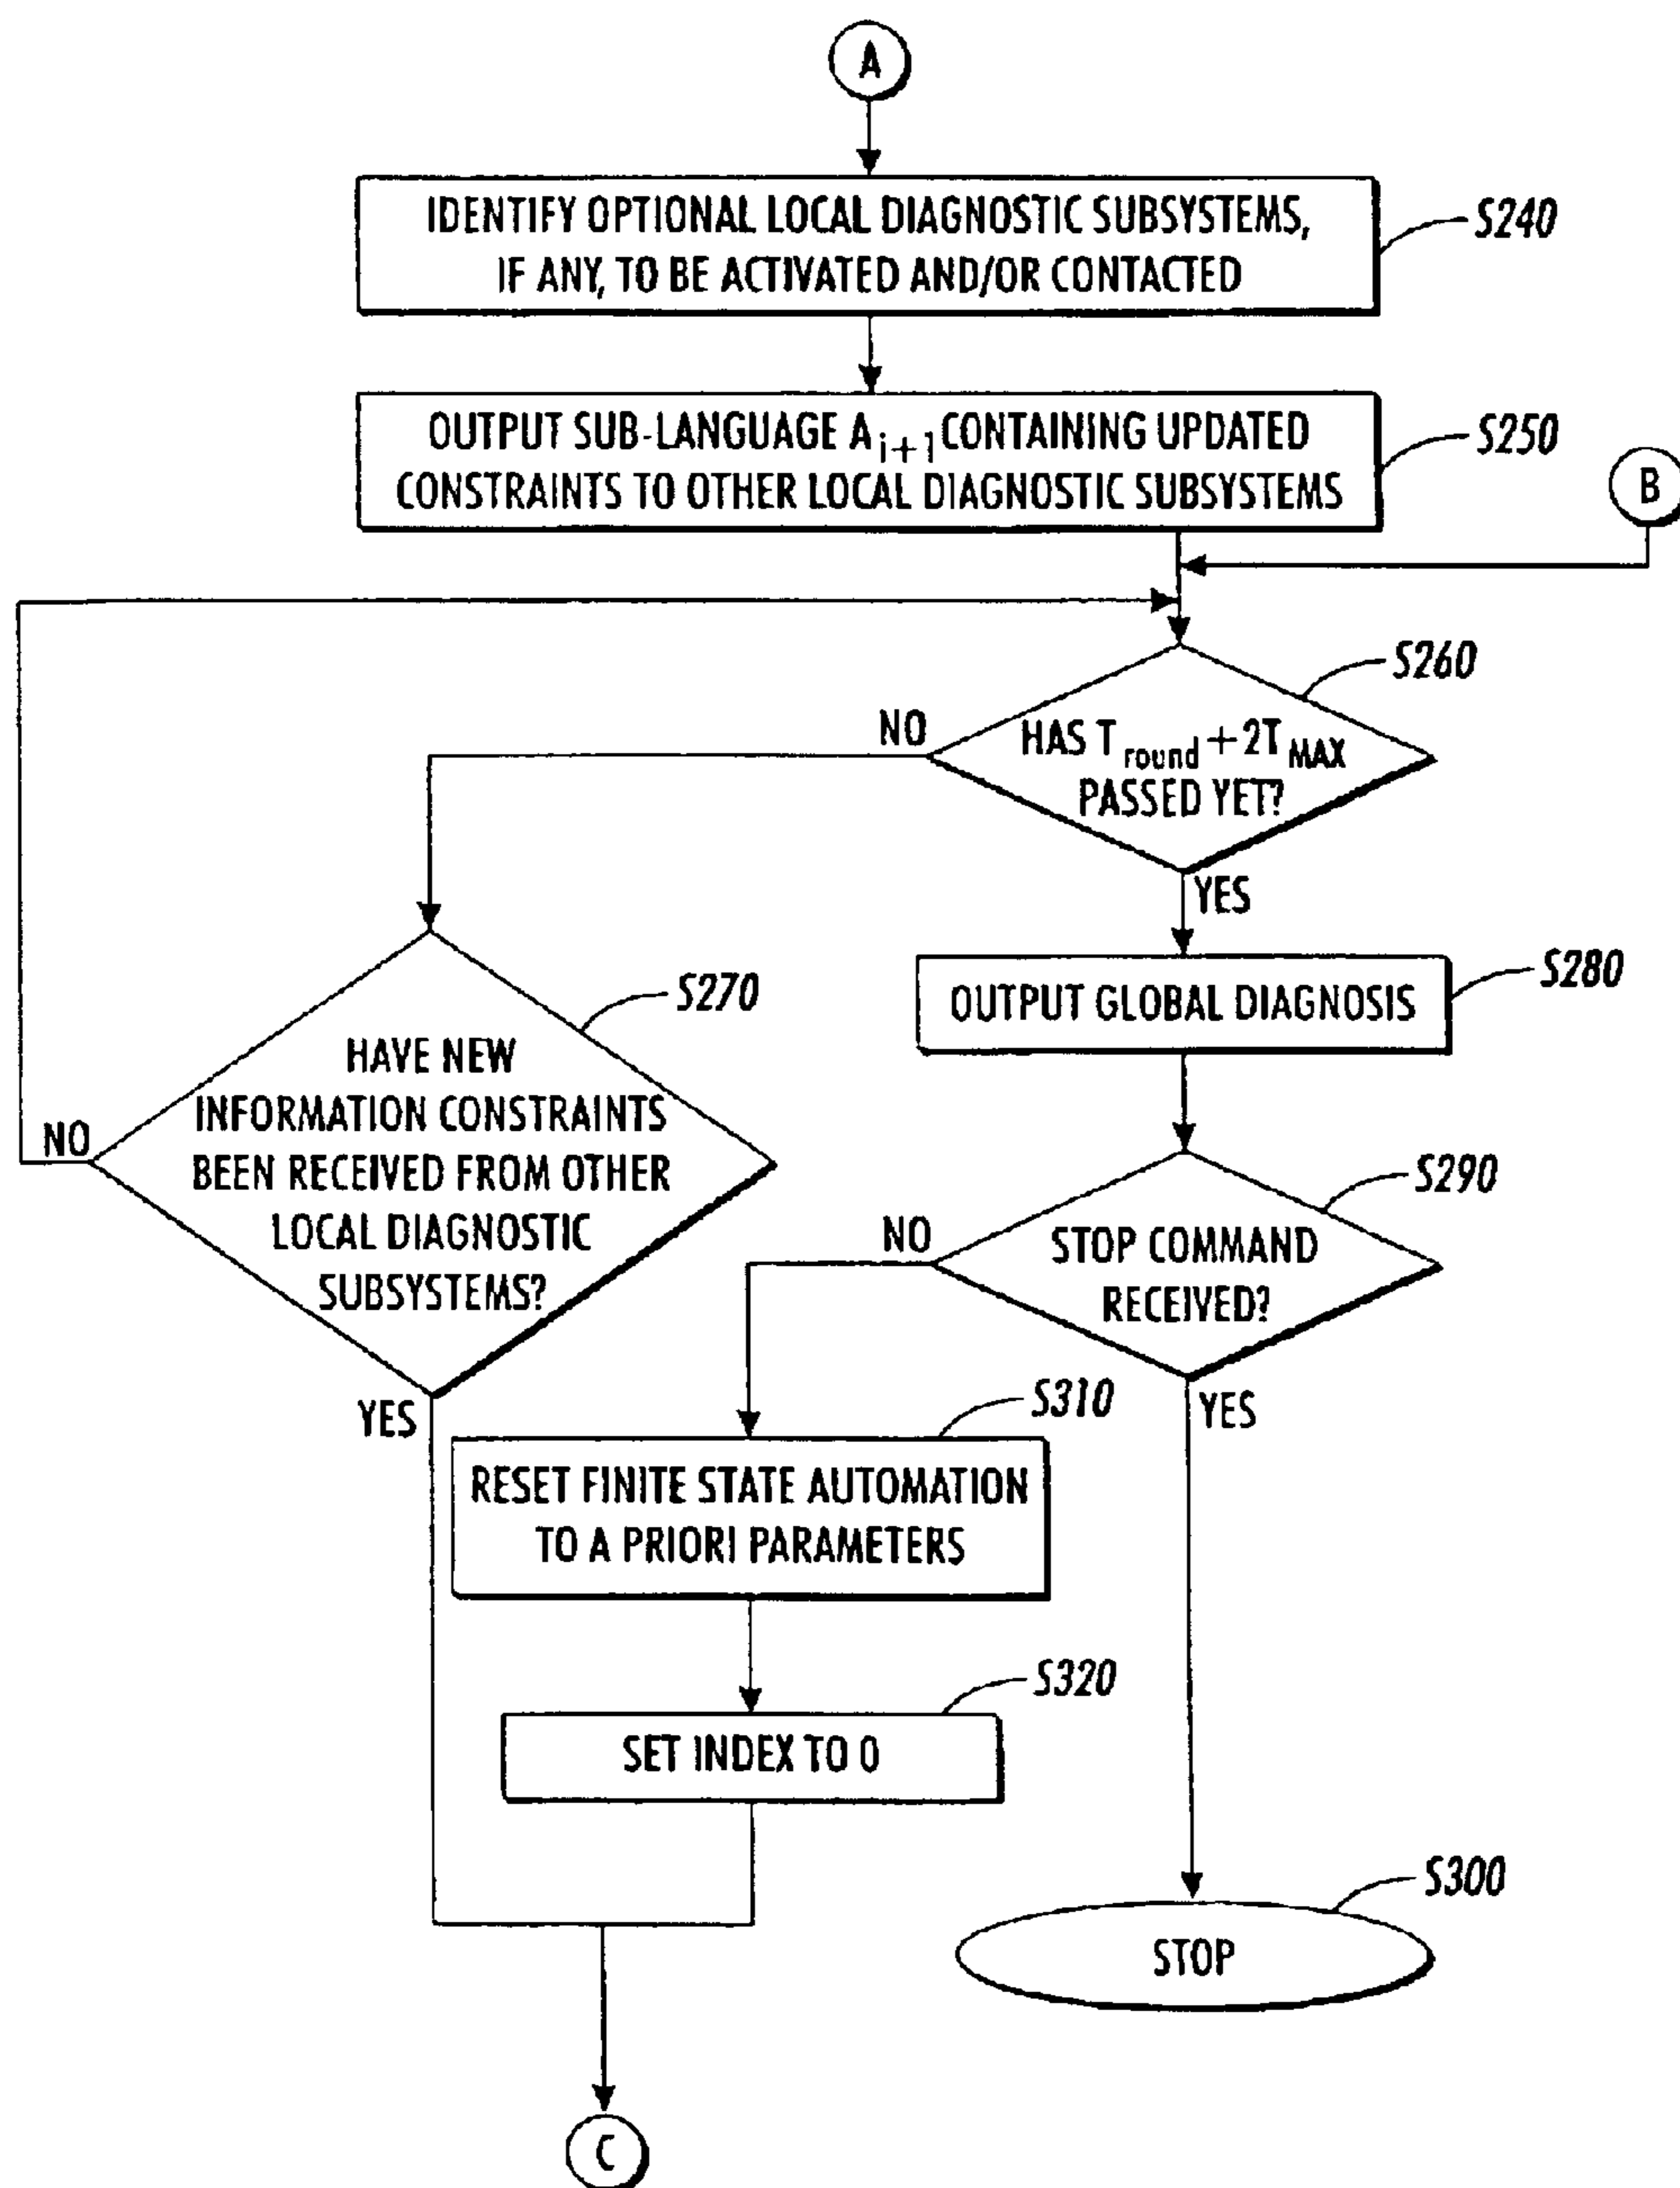 A
IDENTIFY OPTIONAL LOCAL DIAGNOSTIC SUBSYSTEMS,
IF ANY, TO BE ACTIVATED AND/OR CONTACTED
S240
OUTPUT SUB-LANGUAGE A i+1 CONTAINING UPDATED
CONSTRAINTS TO OTHER LOCAL DIAGNOSTIC SUBSYSTEMS
S250
B
S260
NO
HAS T round + 2T MAX
PASSED YET?
YES
S270
HAVE NEW
INFORMATION CONSTRAINTS
BEEN RECEIVED FROM OTHER
LOCAL DIAGNOSTIC
SUBSYSTEMS?
NO
YES
S280
OUTPUT GLOBAL DIAGNOSIS
S290
NO
STOP COMMAND
RECEIVED?
YES
S310
RESET FINITE STATE AUTOMATION
TO A PRIORI PARAMETERS
S320
SET INDEX TO 0
S300
STOP
C